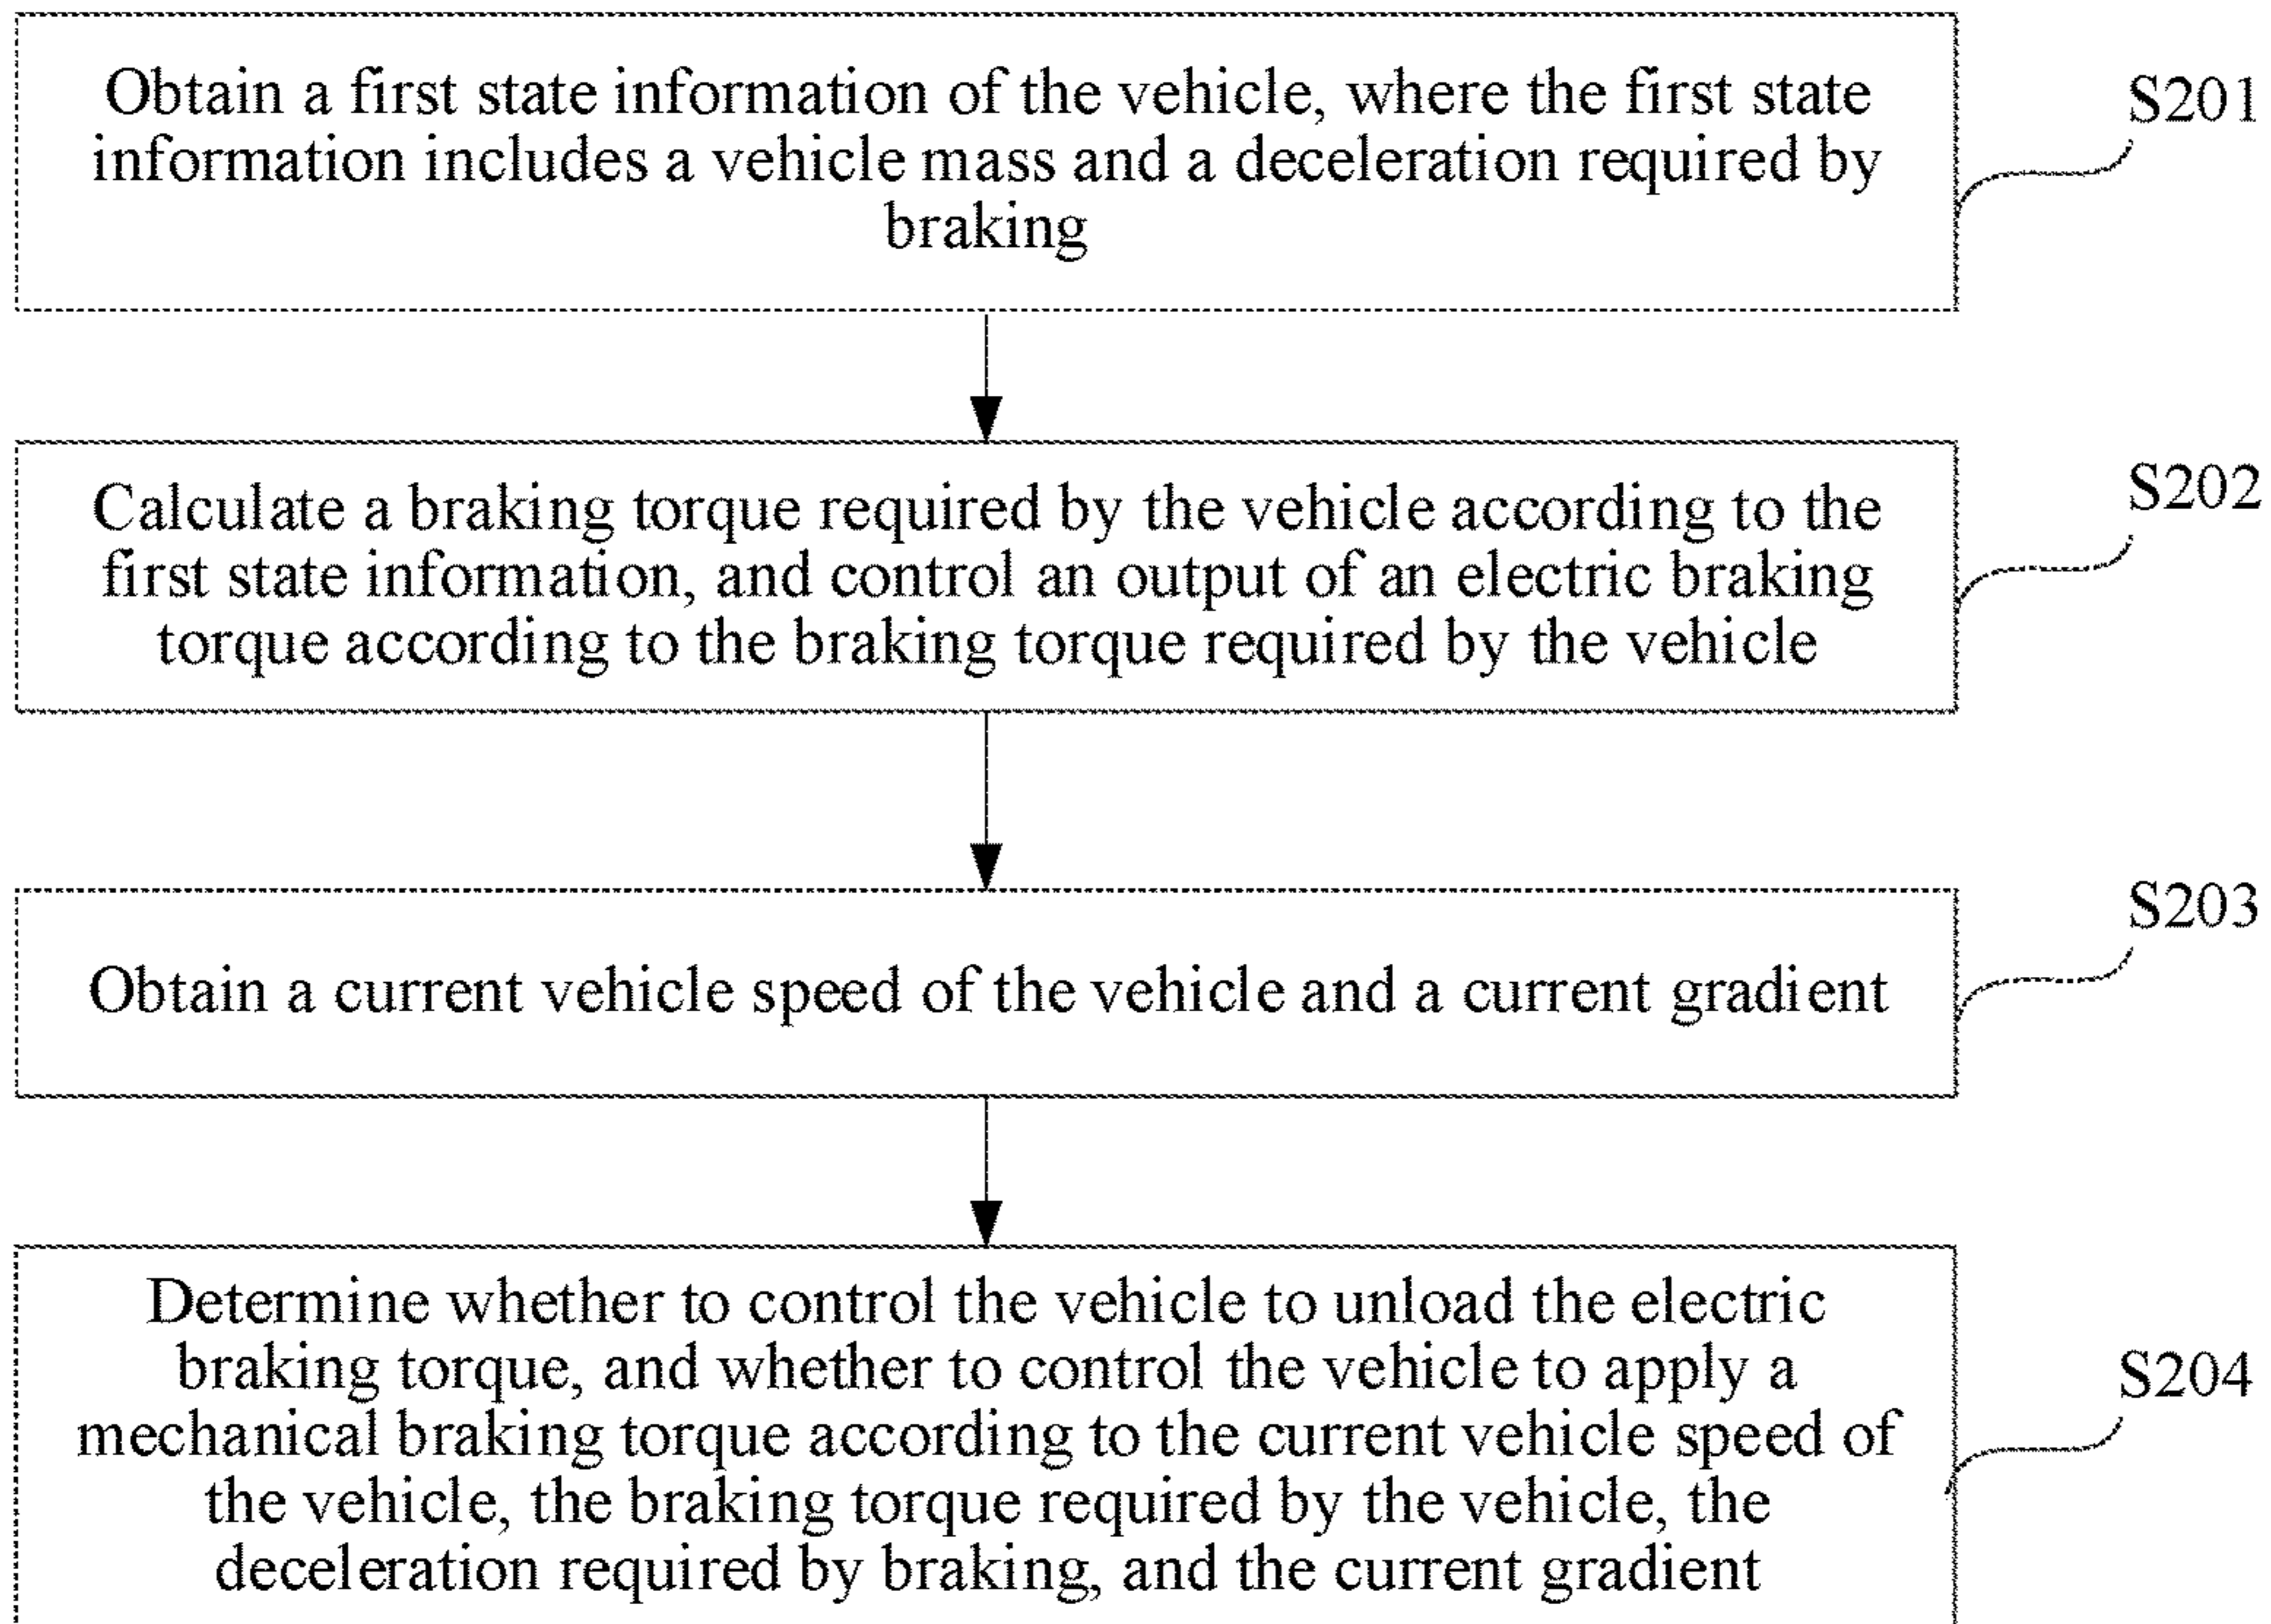 Obtain a first state information of the vehicle, where the first state
information includes a vehicle mass and a deceleration required by
braking
S201
Calculate a braking torque required by the vehicle according to the
first state information, and control an output of an electric braking
torque according to the braking torque required by the vehicle
S202
Obtain a current vehicle speed of the vehicle and a current gradient
S203
Determine whether to control the vehicle to unload the electric
braking torque, and whether to control the vehicle to apply a
mechanical braking torque according to the current vehicle speed of
the vehicle, the braking torque required by the vehicle, the
deceleration required by braking, and the current gradient
S204